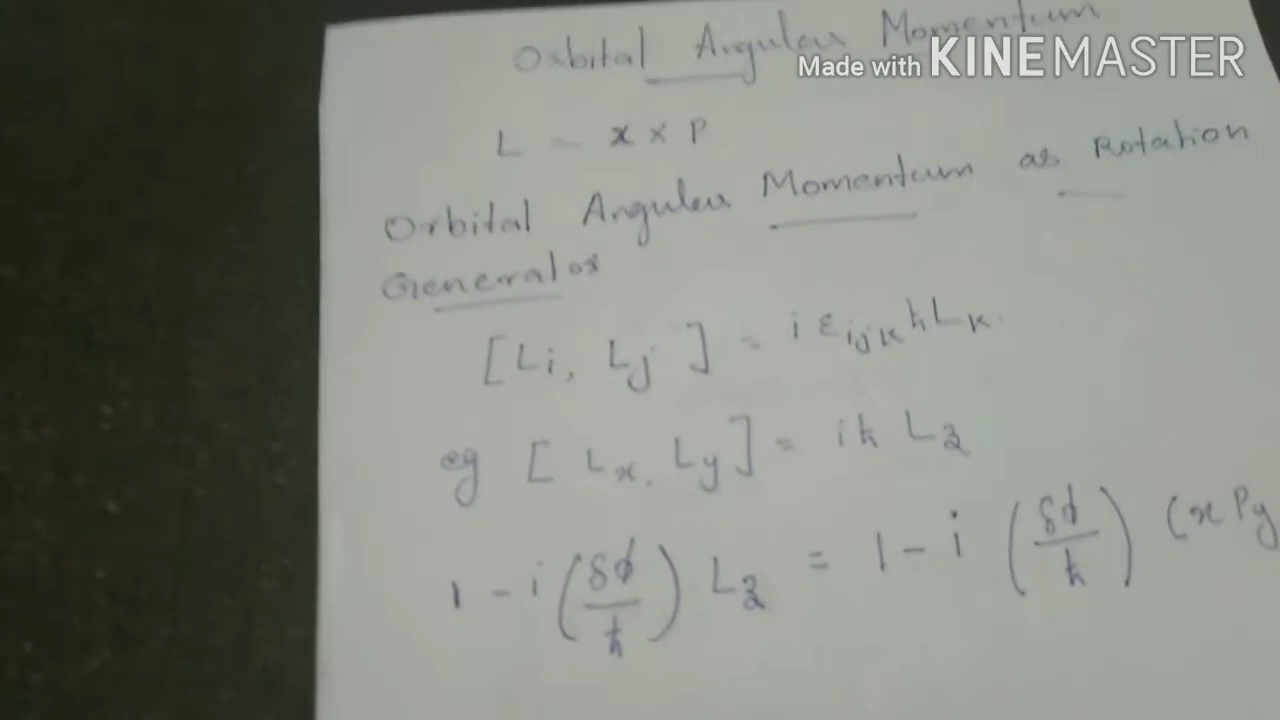 Orbital Angular Momentum
Made with KINEMASTER
L = x × P
Orbital Angular Momentum as Rotation
Generator
[Li, Lj] = i εijk ħ Lk.
eg [Lx, Ly] = iħ Lz
1 - i (δϕ/ħ) Lz = 1 - i (δϕ/ħ) (x Py